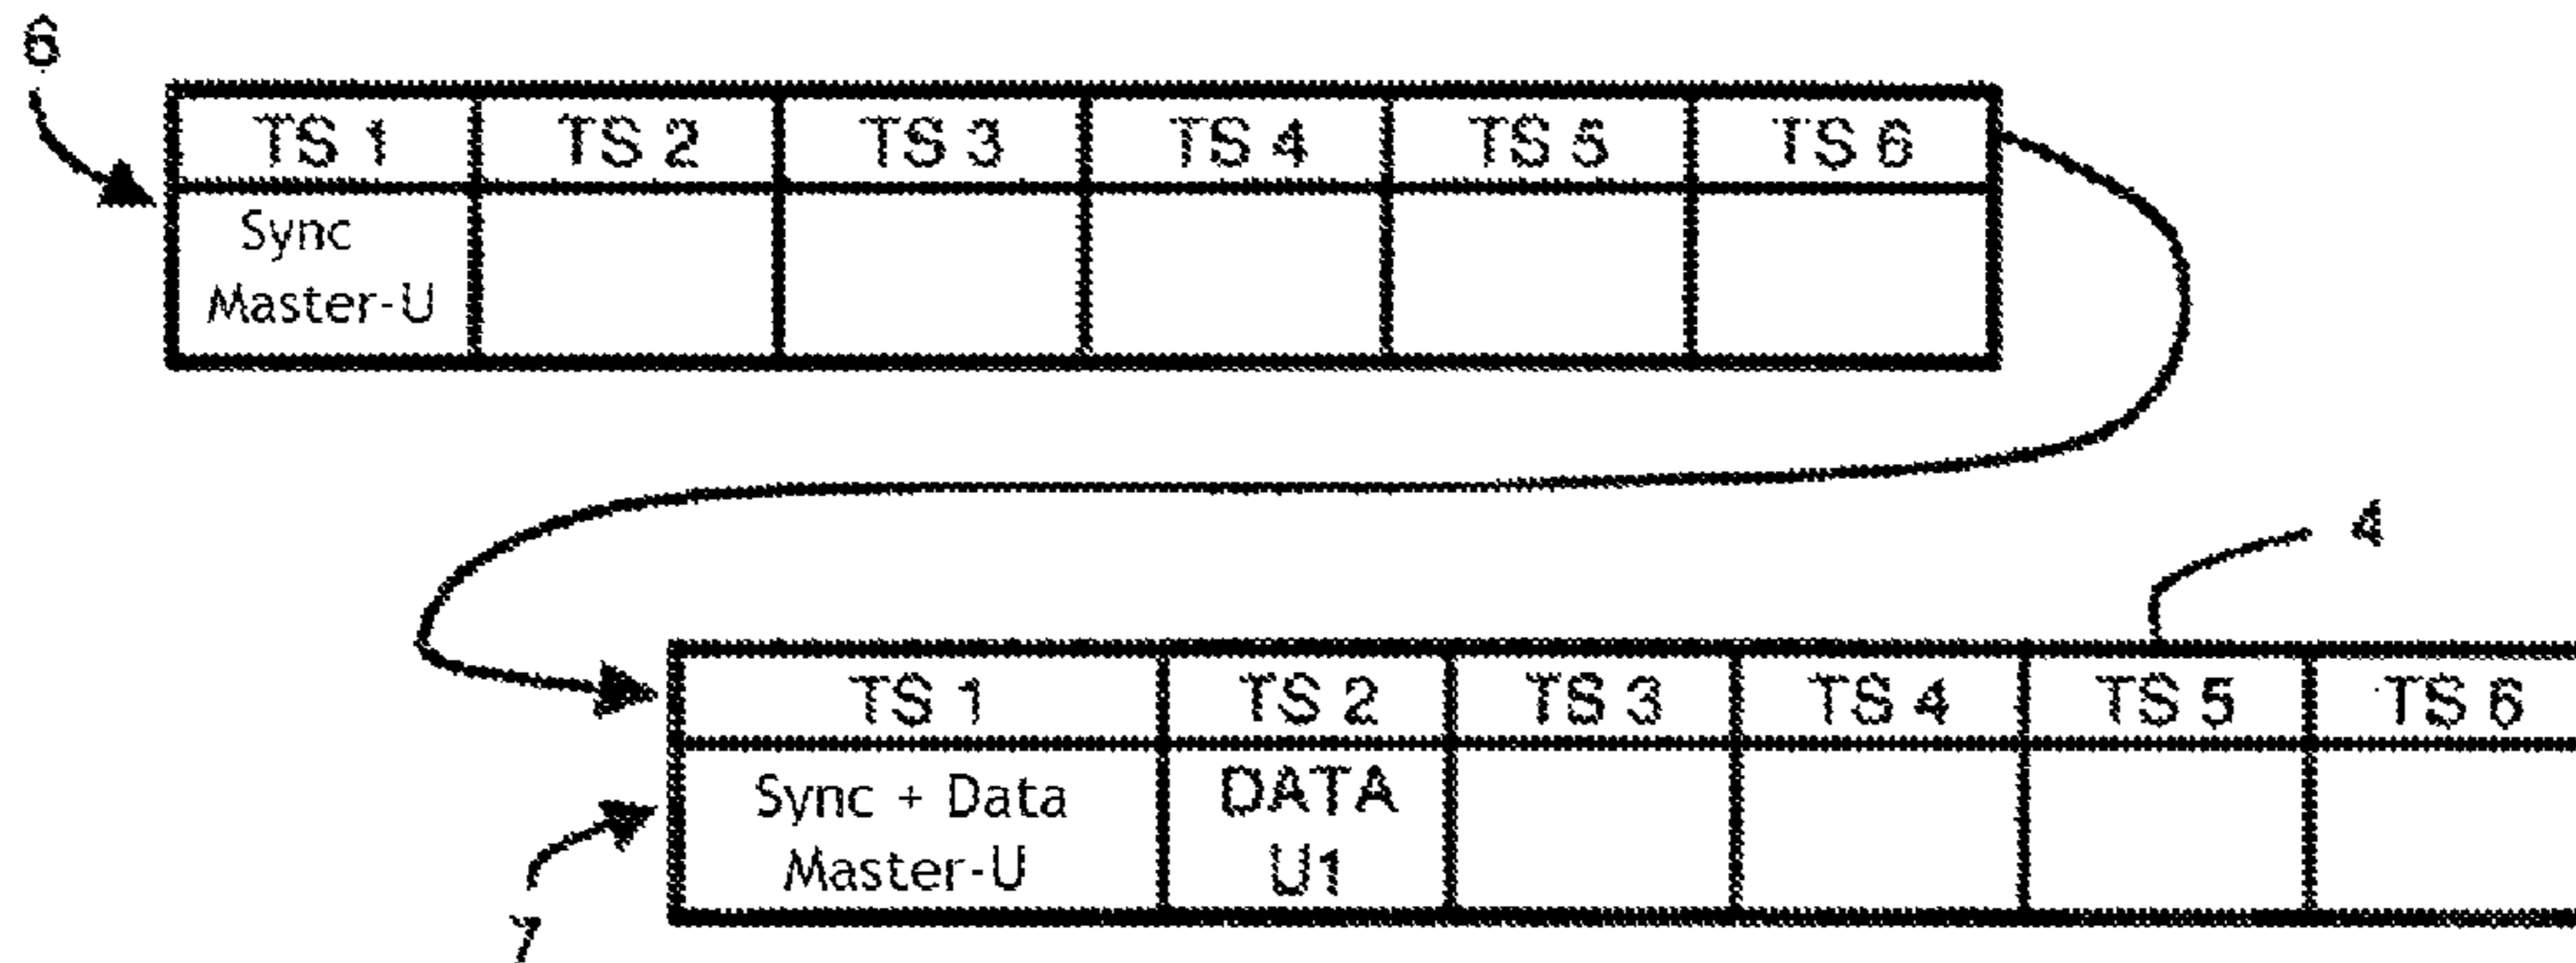 6
TS 1 TS 2 TS 3 TS 4 TS 5 TS 6
Sync
Master-U
4
TS 1 TS 2 TS 3 TS 4 TS 5 TS 6
Sync + Data DATA
Master-U U1
7